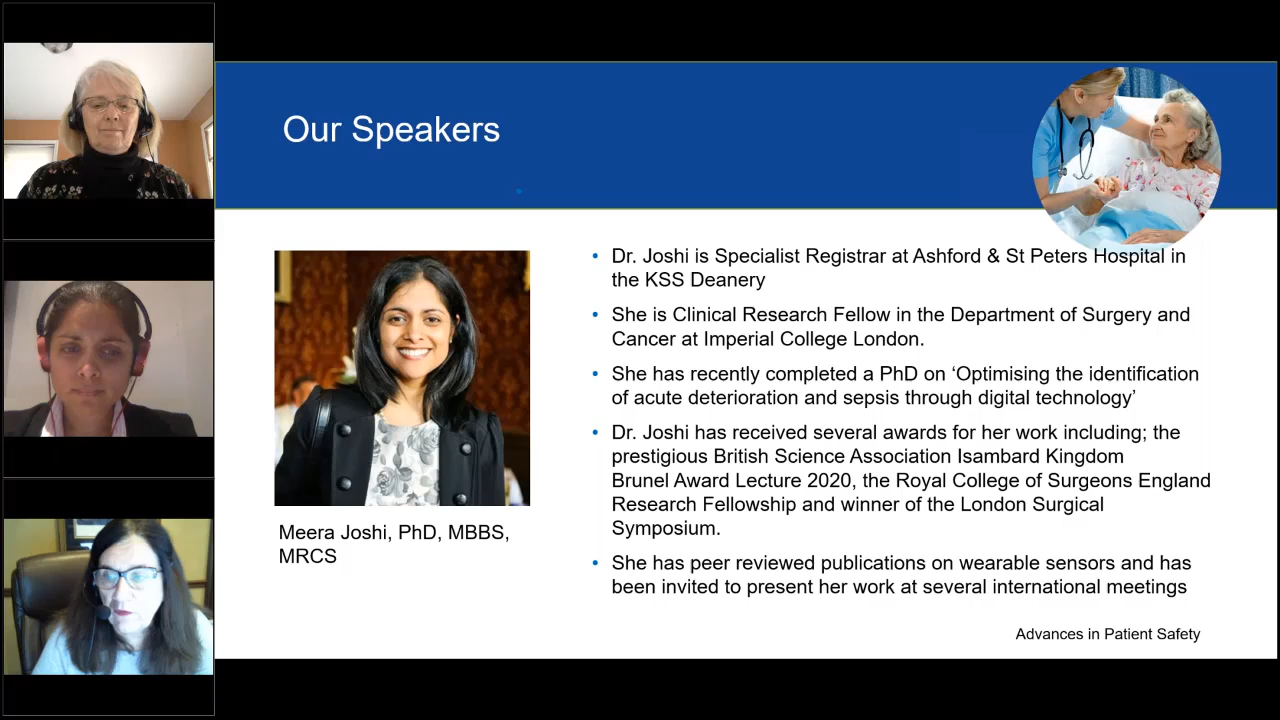 Our Speakers
Dr. Joshi is Specialist Registrar at Ashford & St Peters Hospital in
the KSS Deanery
She is Clinical Research Fellow in the Department of Surgery and
Cancer at Imperial College London.
She has recently completed a PhD on ‘Optimising the identification
of acute deterioration and sepsis through digital technology’
Dr. Joshi has received several awards for her work including; the
prestigious British Science Association Isambard Kingdom
Brunel Award Lecture 2020, the Royal College of Surgeons England
Research Fellowship and winner of the London Surgical
Symposium.
She has peer reviewed publications on wearable sensors and has
been invited to present her work at several international meetings
Meera Joshi, PhD, MBBS,
MRCS
Advances in Patient Safety